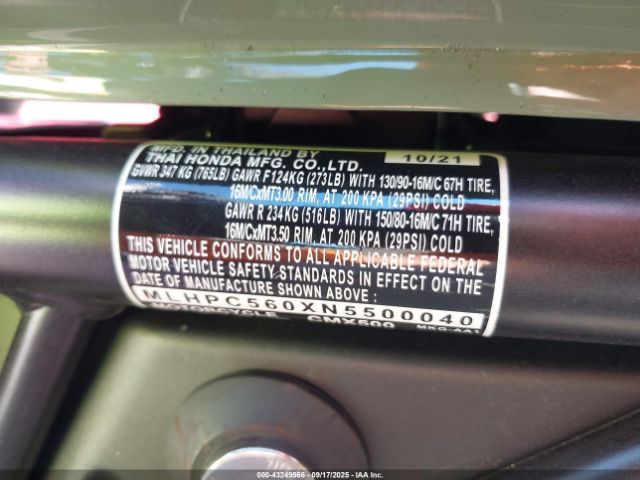 MFD. IN THAILAND BY 10/21
THAI HONDA MFG. CO.,LTD.
GVWR 347 KG (765LB) GAWR F124KG (273LB) WITH 130/90-16M/C 67H TIRE,
16M/CxMT3.00 RIM, AT 200 KPA (29PSI) COLD
GAWR R 234KG (516LB) WITH 150/80-16M/C 71H TIRE,
16M/CxMT3.50 RIM, AT 200 KPA (29PSI) COLD
THIS VEHICLE CONFORMS TO ALL APPLICABLE FEDERAL
MOTOR VEHICLE SAFETY STANDARDS IN EFFECT ON THE
DATE OF MANUFACTURE SHOWN ABOVE :
MLHPC560XN5500040
MOTORCYCLE CMX500
000-43249566 - 09/17/2025 - Copyright IAA